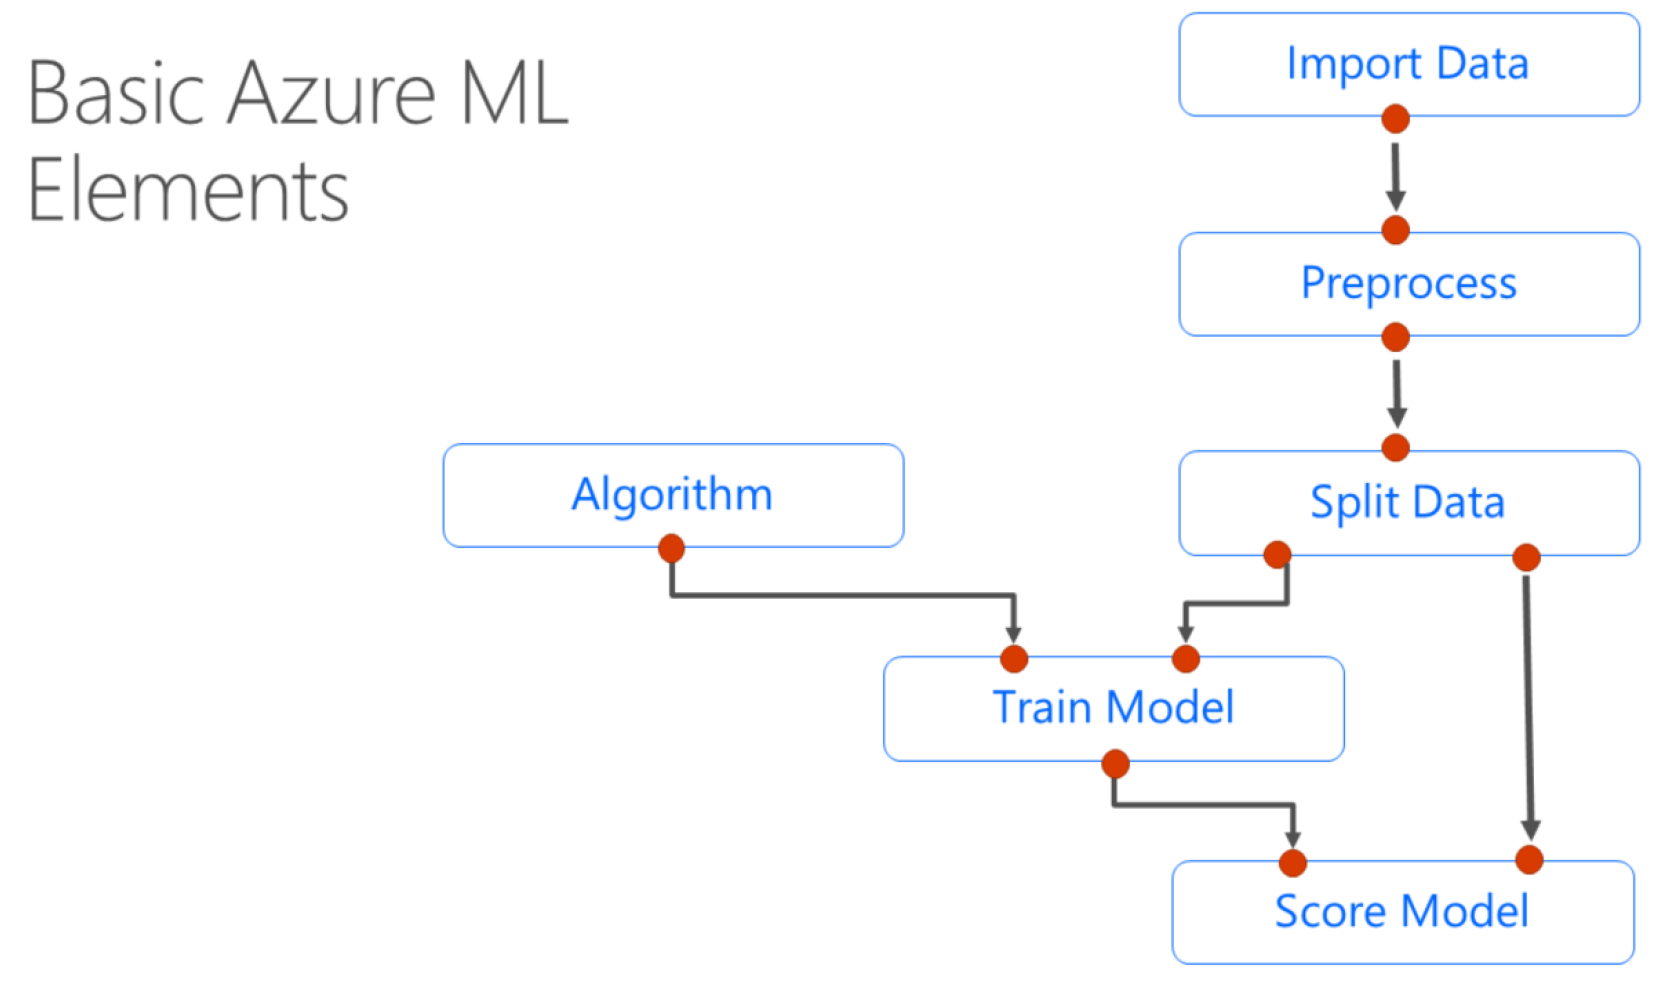 Basic Azure ML
Elements
Import Data
Preprocess
Algorithm
Split Data
Train Model
Score Model